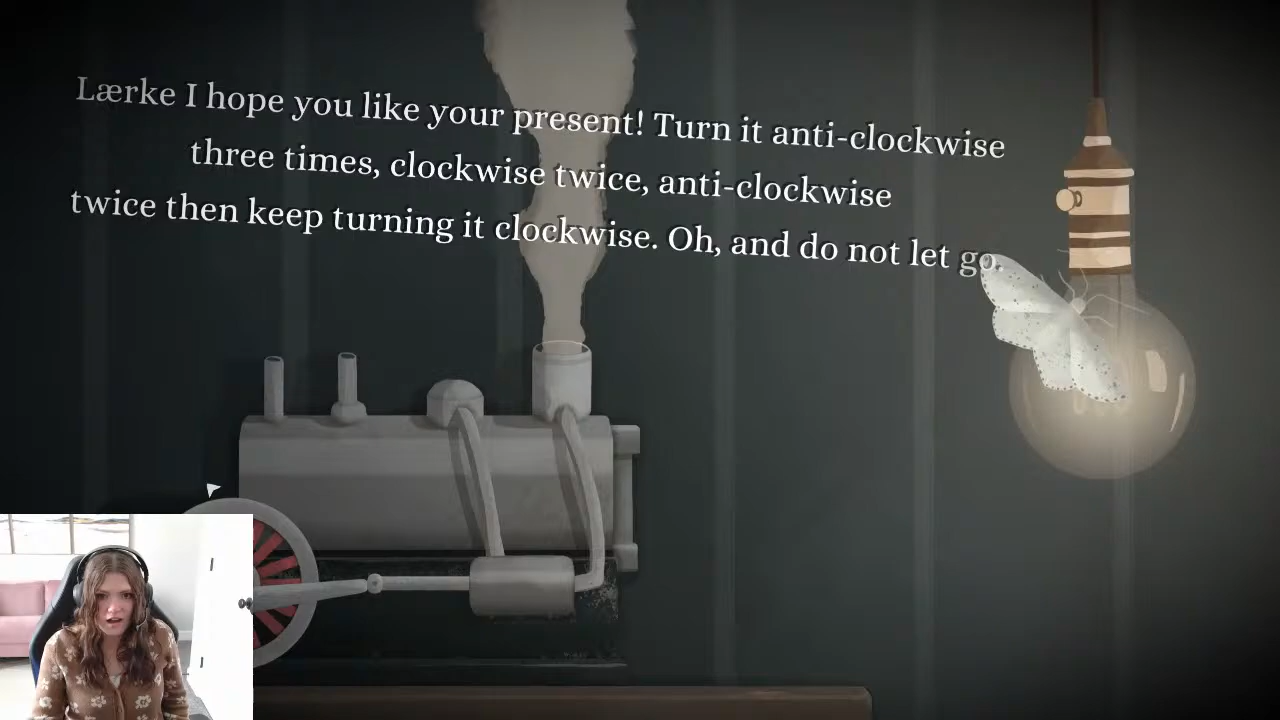 Lærke I hope you like your present! Turn it anti-clockwise
three times, clockwise twice, anti-clockwise
twice then keep turning it clockwise. Oh, and do not let go.